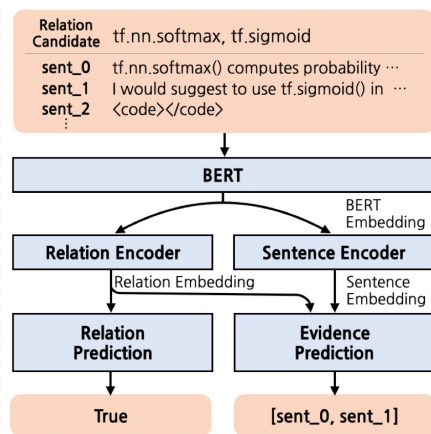 Relation
Candidate tf.nn.softmax, tf.sigmoid
sent_0 tf.nn.softmax() computes probability ⋯
sent_1 I would suggest to use tf.sigmoid() in ⋯
sent_2 <code></code>
⋮
BERT
BERT
Embedding
Relation Encoder Sentence Encoder
Relation Embedding Sentence
Embedding
Relation
Prediction
Evidence
Prediction
True [sent_0, sent_1]